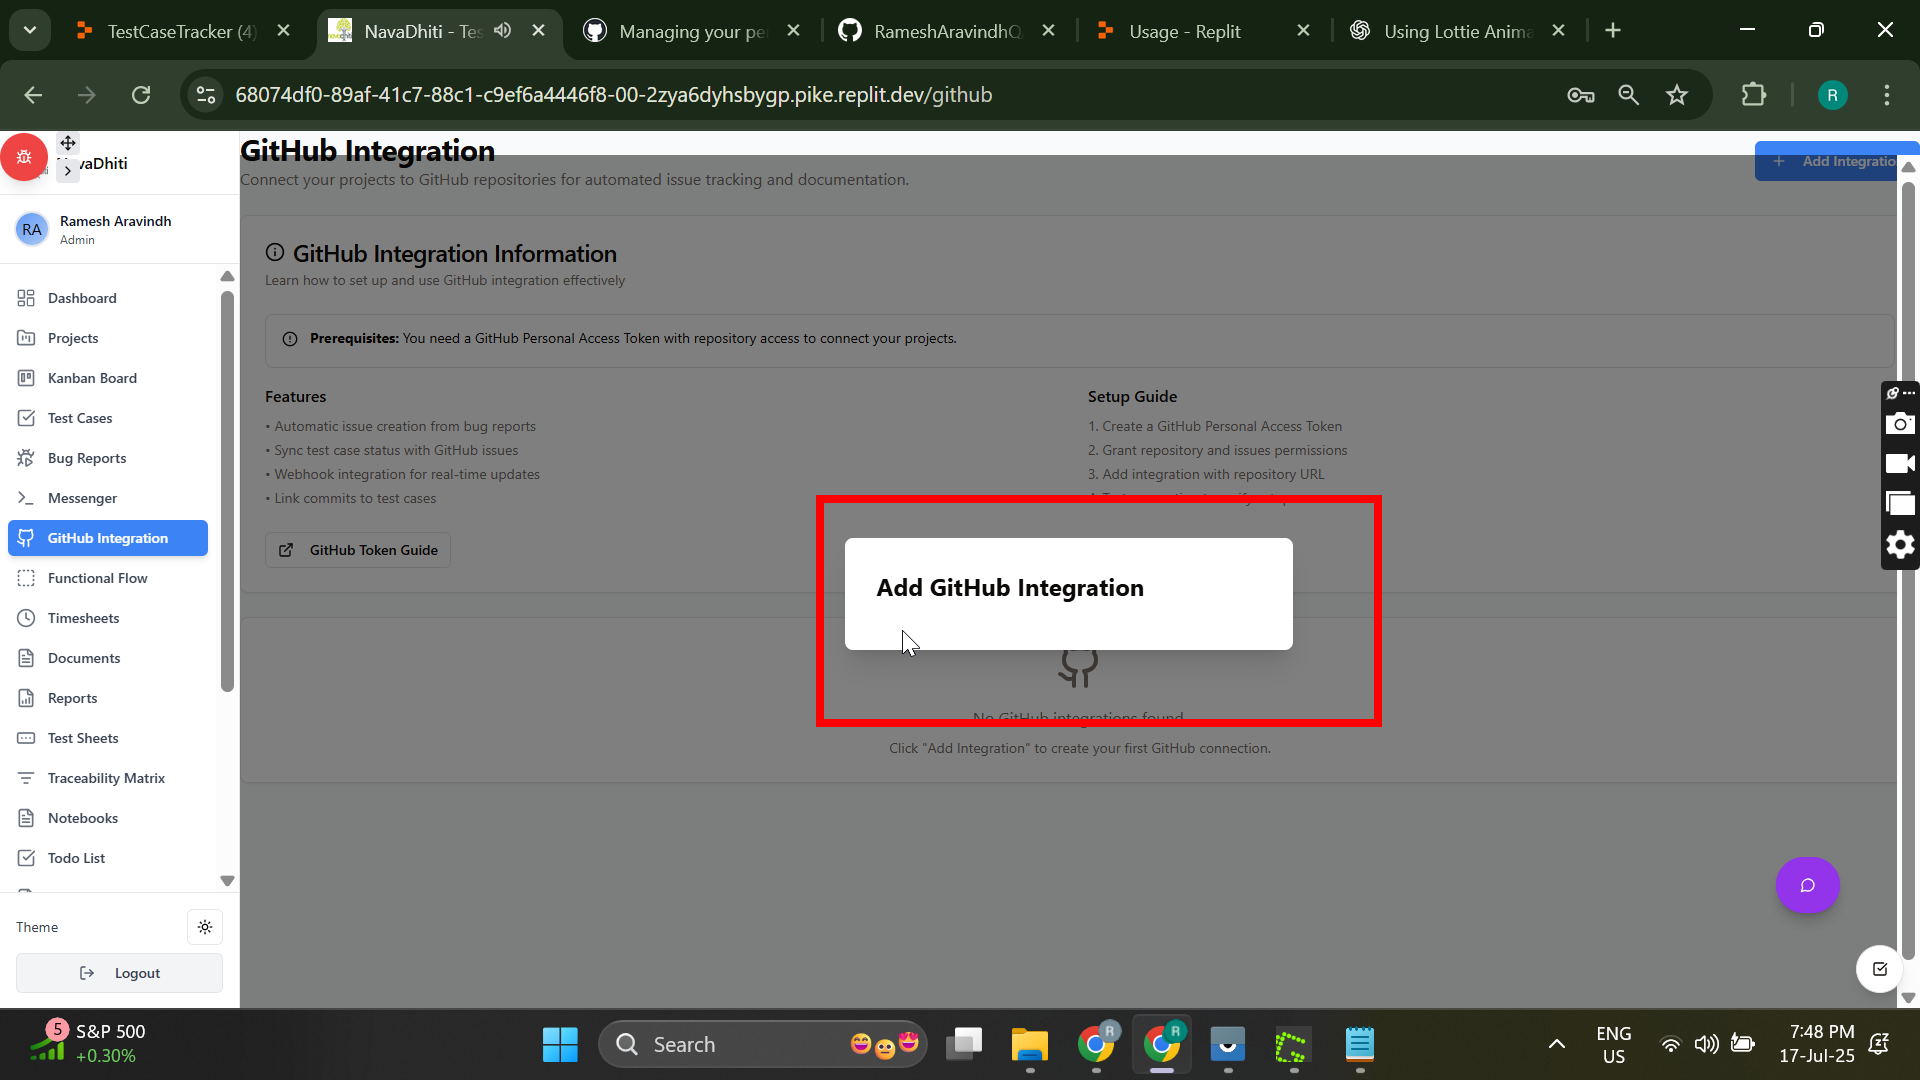 TestCaseTracker (4)
NavaDhiti - Tes
Managing your pe
RameshAravindhQ
Usage - Replit
Using Lottie Anima
68074df0-89af-41c7-88c1-c9ef6a4446f8-00-2zya6dyhsbygp.pike.replit.dev/github
R
vaDhiti
RA
Ramesh Aravindh
Admin
Dashboard
Projects
Kanban Board
Test Cases
Bug Reports
Messenger
GitHub Integration
Functional Flow
Timesheets
Documents
Reports
Test Sheets
Traceability Matrix
Notebooks
Todo List
Theme
Logout
GitHub Integration
Connect your projects to GitHub repositories for automated issue tracking and documentation.
+ Add Integratio
GitHub Integration Information
Learn how to set up and use GitHub integration effectively
Prerequisites: You need a GitHub Personal Access Token with repository access to connect your projects.
Features
• Automatic issue creation from bug reports
• Sync test case status with GitHub issues
• Webhook integration for real-time updates
• Link commits to test cases
Setup Guide
1. Create a GitHub Personal Access Token
2. Grant repository and issues permissions
3. Add integration with repository URL
GitHub Token Guide
Add GitHub Integration
No GitHub integrations found
Click "Add Integration" to create your first GitHub connection.
5
S&P 500
+0.30%
Search
R
R
ENG
US
7:48 PM
17-Jul-25